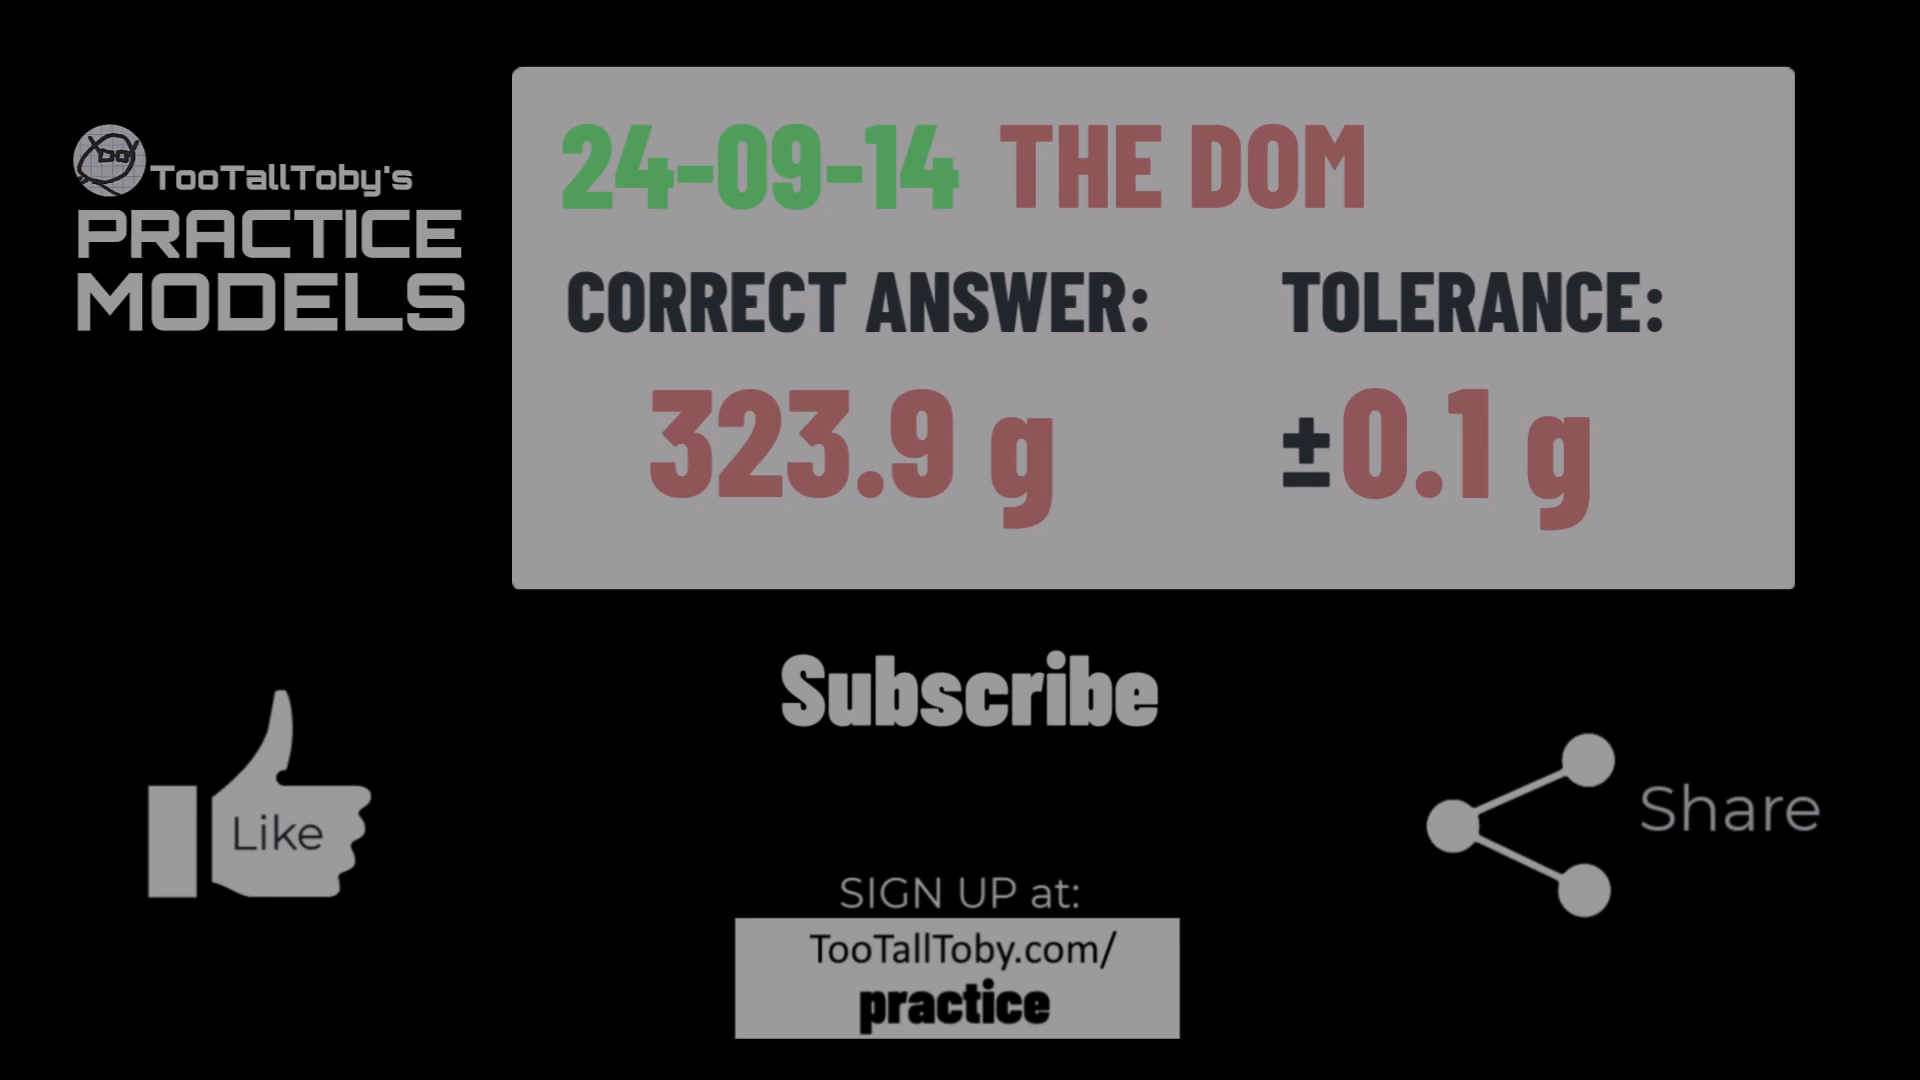 TooTallToby's
PRACTICE
MODELS
24-09-14 THE DOM
CORRECT ANSWER: TOLERANCE:
323.9 g ±0.1 g
Subscribe
Like
Share
SIGN UP at:
TooTallToby.com/
practice